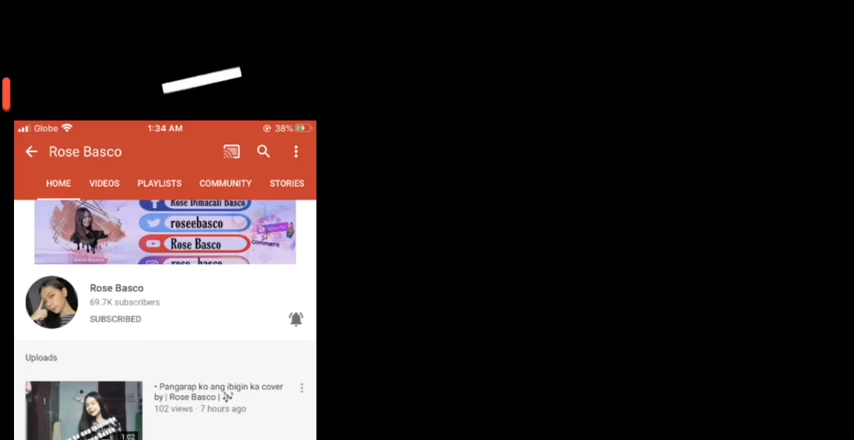 Globe 1:34 AM 38%
Rose Basco
HOME VIDEOS PLAYLISTS COMMUNITY STORIES
Rose Dimacali Basco
roseebasco
Rose Basco
comment
rose_basco
Rose Basco
69.7K subscribers
SUBSCRIBED
Uploads
• Pangarap ko ang ibigin ka cover
by | Rose Basco | 🎶
102 views · 7 hours ago
1:02